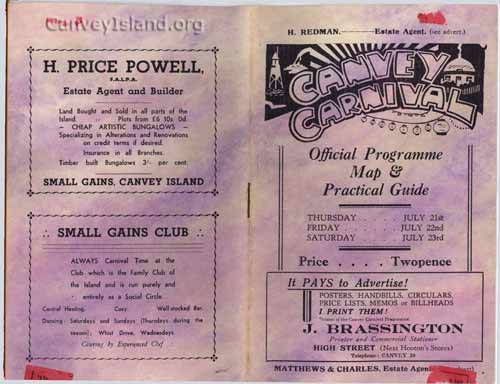 CanveyIsland.org
H. PRICE POWELL,
F.A.L.P.A.
Estate Agent and Builder
Land Bought and Sold in all parts of the
Island. Plots from £6 10s 0d.
— CHEAP ARTISTIC BUNGALOWS —
Specializing in Alterations and Renovations
on credit terms if desired.
Insurance in all Branches.
Timber built Bungalows 3/- per cent.
SMALL GAINS, CANVEY ISLAND
SMALL GAINS CLUB
ALWAYS Carnival Time at the
Club which is the Family Club of
the Island and is run purely and
entirely as a Social Circle.
Central Heating. Cosy Well-stocked Bar.
Dancing: Saturdays and Sundays (Thursdays during the
season), Whist Drive, Wednesdays
Catering by Experienced Chef
H. REDMAN.——Estate Agent. (see advert.)
CANVEY
CARNIVAL
Official Programme
Map &
Practical Guide
THURSDAY . . . . JULY 21st
FRIDAY . . . . JULY 22nd
SATURDAY . . . . JULY 23rd
Price . . . . Twopence
It PAYS to Advertise!
POSTERS, HANDBILLS, CIRCULARS,
PRICE LISTS, MEMOS or BILLHEADS
I PRINT THEM!
Printer of the Canvey Carnival Programme
J. BRASSINGTON
Printer and Commercial Stationer
HIGH STREET (Next Hooton's Stores)
Telephone: CANVEY 20
MATTHEWS & CHARLES, Estate Agents